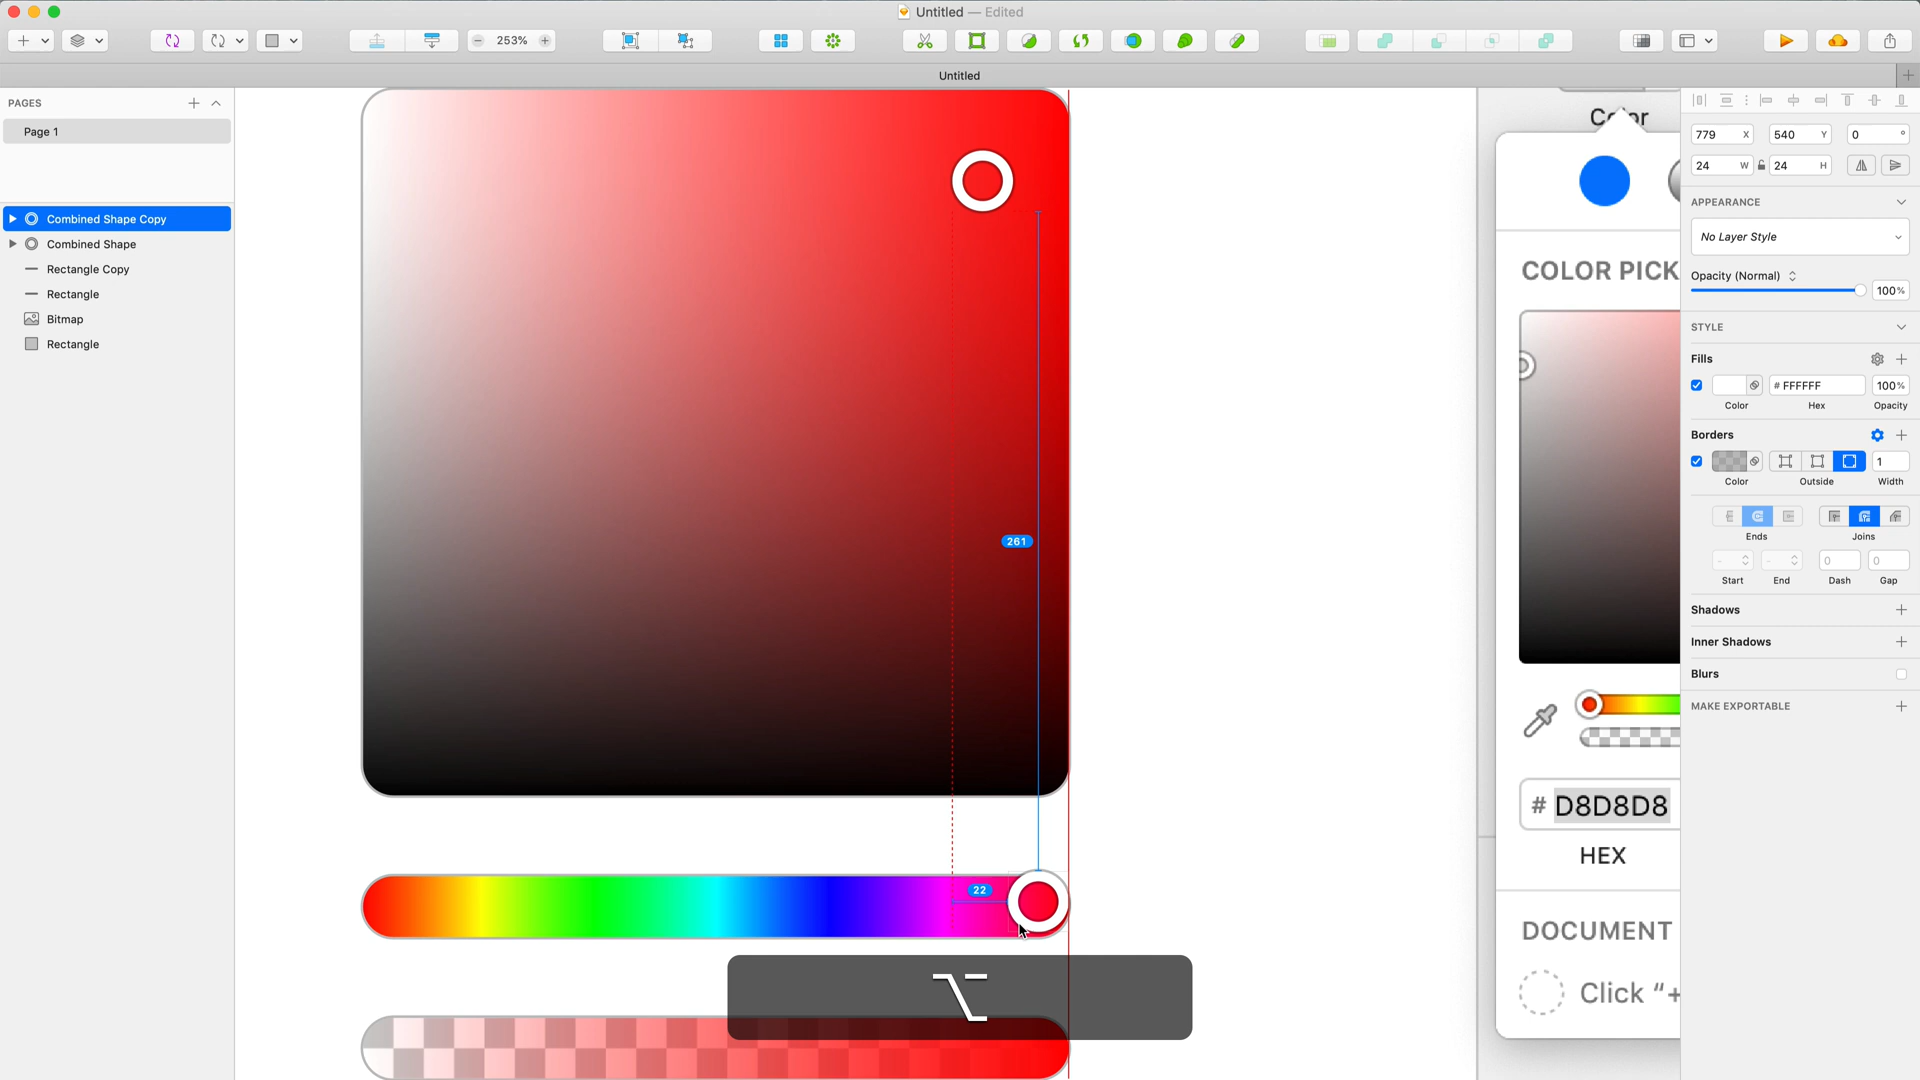 Untitled — Edited
253%
Untitled
PAGES
Page 1
Combined Shape Copy
Combined Shape
Rectangle Copy
Rectangle
Bitmap
Rectangle
261
22
⌥
Color
COLOR PICK
# D8D8D8
HEX
DOCUMENT
Click “+
779 X
540 Y
0 °
24 W
24 H
APPEARANCE
No Layer Style
Opacity (Normal)
100%
STYLE
Fills
# FFFFFF
100%
Color
Hex
Opacity
Borders
1
Color
Outside
Width
Ends
Joins
-
-
0
0
Start
End
Dash
Gap
Shadows
Inner Shadows
Blurs
MAKE EXPORTABLE